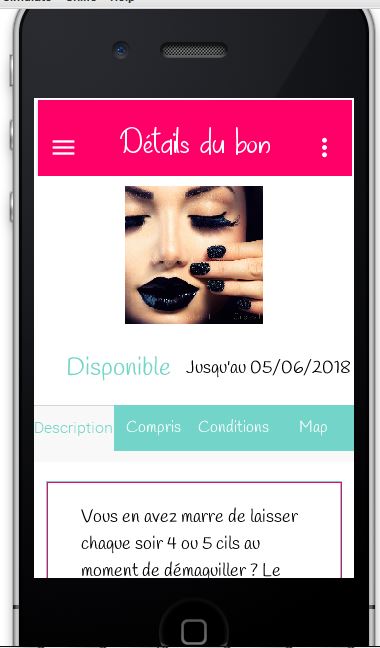 Détails du bon
Disponible Jusqu'au 05/06/2018
Description Compris Conditions Map
Vous en avez marre de laisser
chaque soir 4 ou 5 cils au
moment de démaquiller ? Le